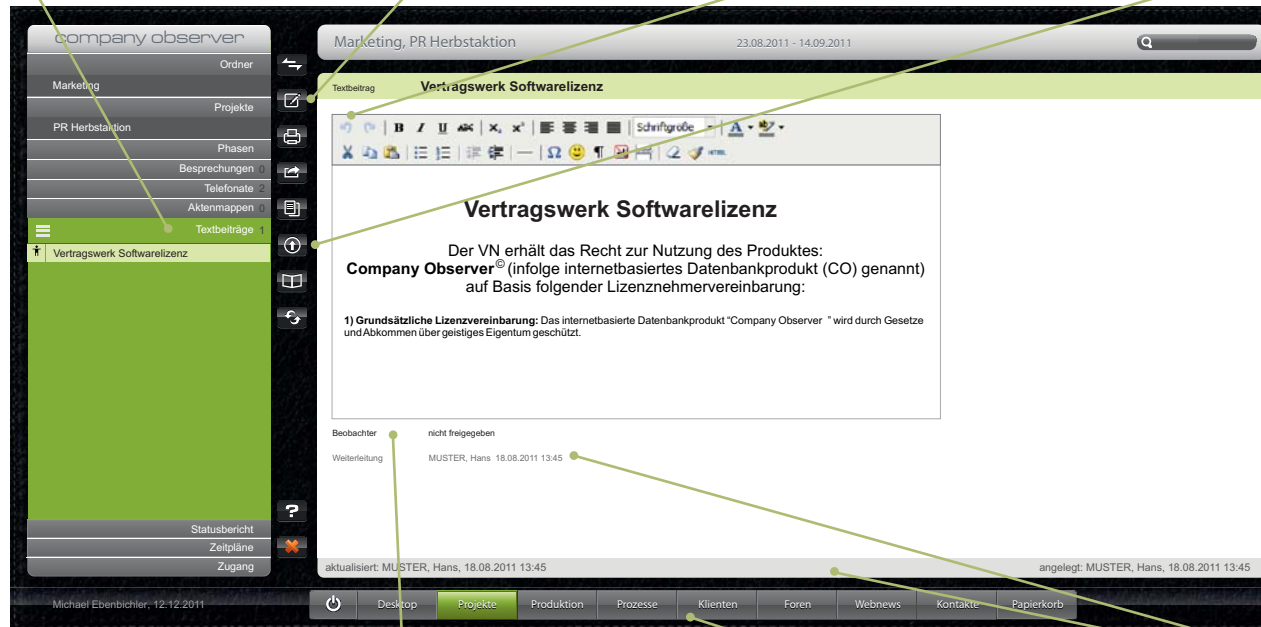 company observer
Ordner
Marketing
Projekte
PR Herbstaktion
Phasen
Besprechungen 0
Telefonate 2
Aktenmappen 0
Textbeiträge 1
Vertragswerk Softwarelizenz
Statusbericht
Zeitpläne
Zugang
Marketing, PR Herbstaktion 23.08.2011 - 14.09.2011
Textbeitrag Vertragswerk Softwarelizenz
B I U ABC X₂ x² Schriftgröße A ab
Ω ¶ HTML
Vertragswerk Softwarelizenz
Der VN erhält das Recht zur Nutzung des Produktes:
Company Observer© (infolge internetbasiertes Datenbankprodukt (CO) genannt)
auf Basis folgender Lizenznehmervereinbarung:
1) Grundsätzliche Lizenzvereinbarung: Das internetbasierte Datenbankprodukt “Company Observer ” wird durch Gesetze
und Abkommen über geistiges Eigentum geschützt.
Beobachter nicht freigegeben
Weiterleitung MUSTER, Hans 18.08.2011 13:45
?
aktualisiert: MUSTER, Hans, 18.08.2011 13:45 angelegt: MUSTER, Hans, 18.08.2011 13:45
Michael Ebenbichler, 12.12.2011 Desktop Projekte Produktion Prozesse Klienten Foren Webnews Kontakte Papierkorb